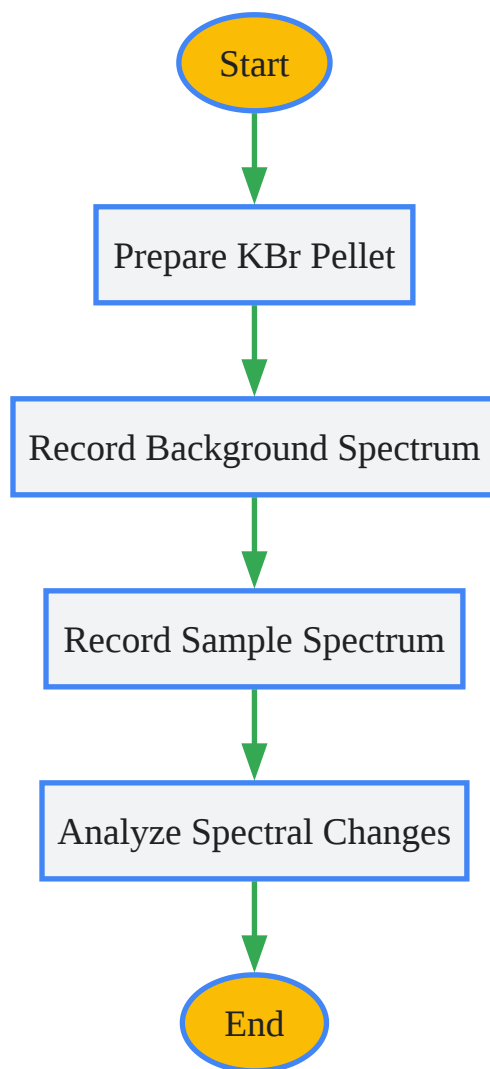 Start
Prepare KBr Pellet
Record Background Spectrum
Record Sample Spectrum
Analyze Spectral Changes
End